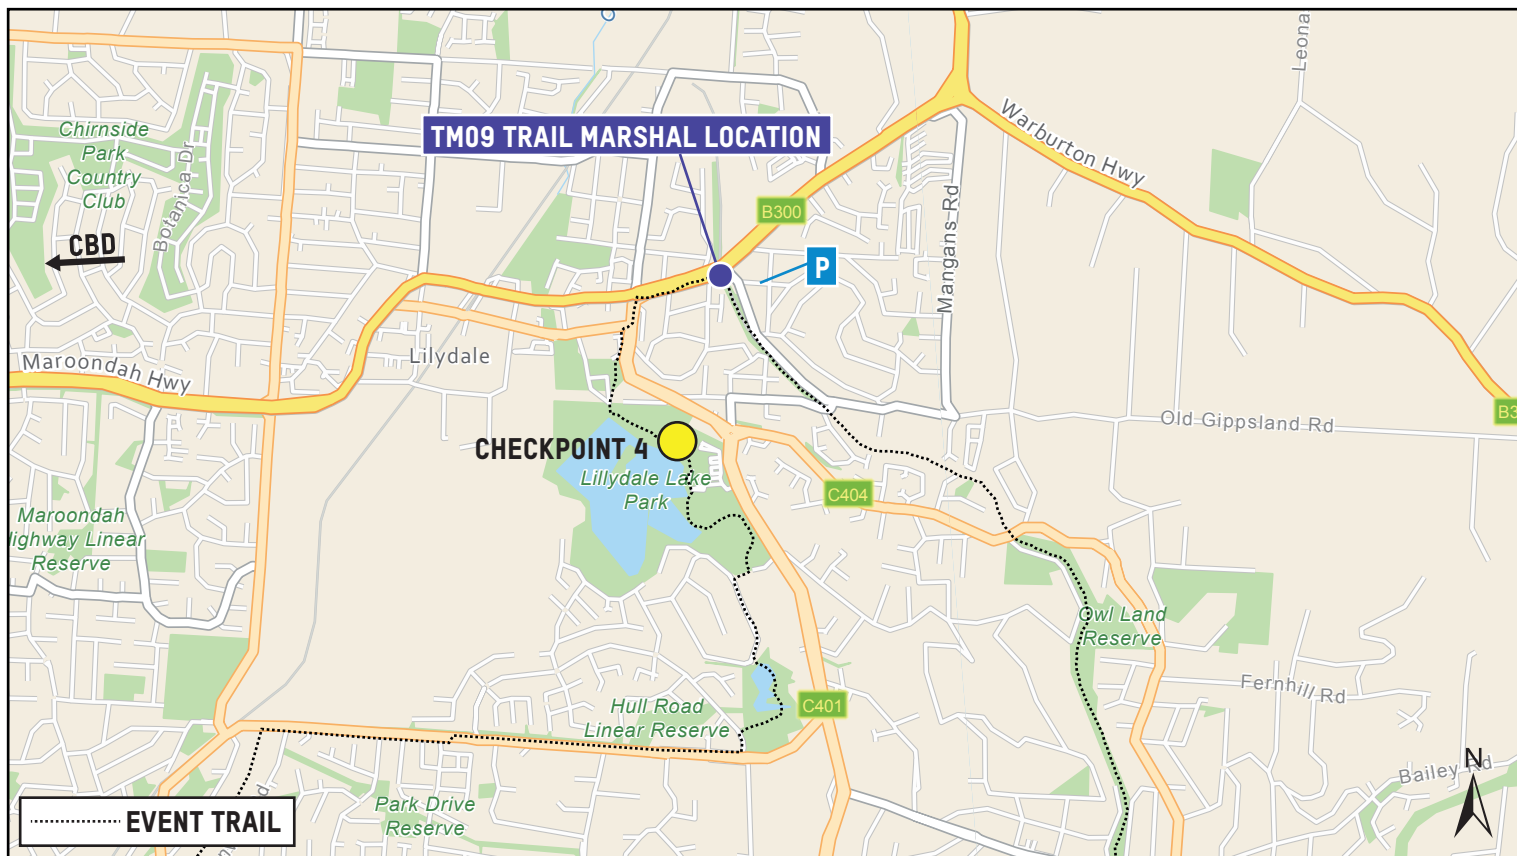 Leona
Warburton Hwy
Chirnside
Park
Country
Club
Botanica Dr
TM09 TRAIL MARSHAL LOCATION
B300
Mangans Rd
CBD
P
Lilydale
Maroondah Hwy
B3
Old Gippsland Rd
CHECKPOINT 4
Lillydale Lake
Park
C404
Maroondah
Highway Linear
Reserve
Owl Land
Reserve
Fernhill Rd
Hull Road
Linear Reserve
C401
N
Bailey Rd
Park Drive
Reserve
EVENT TRAIL